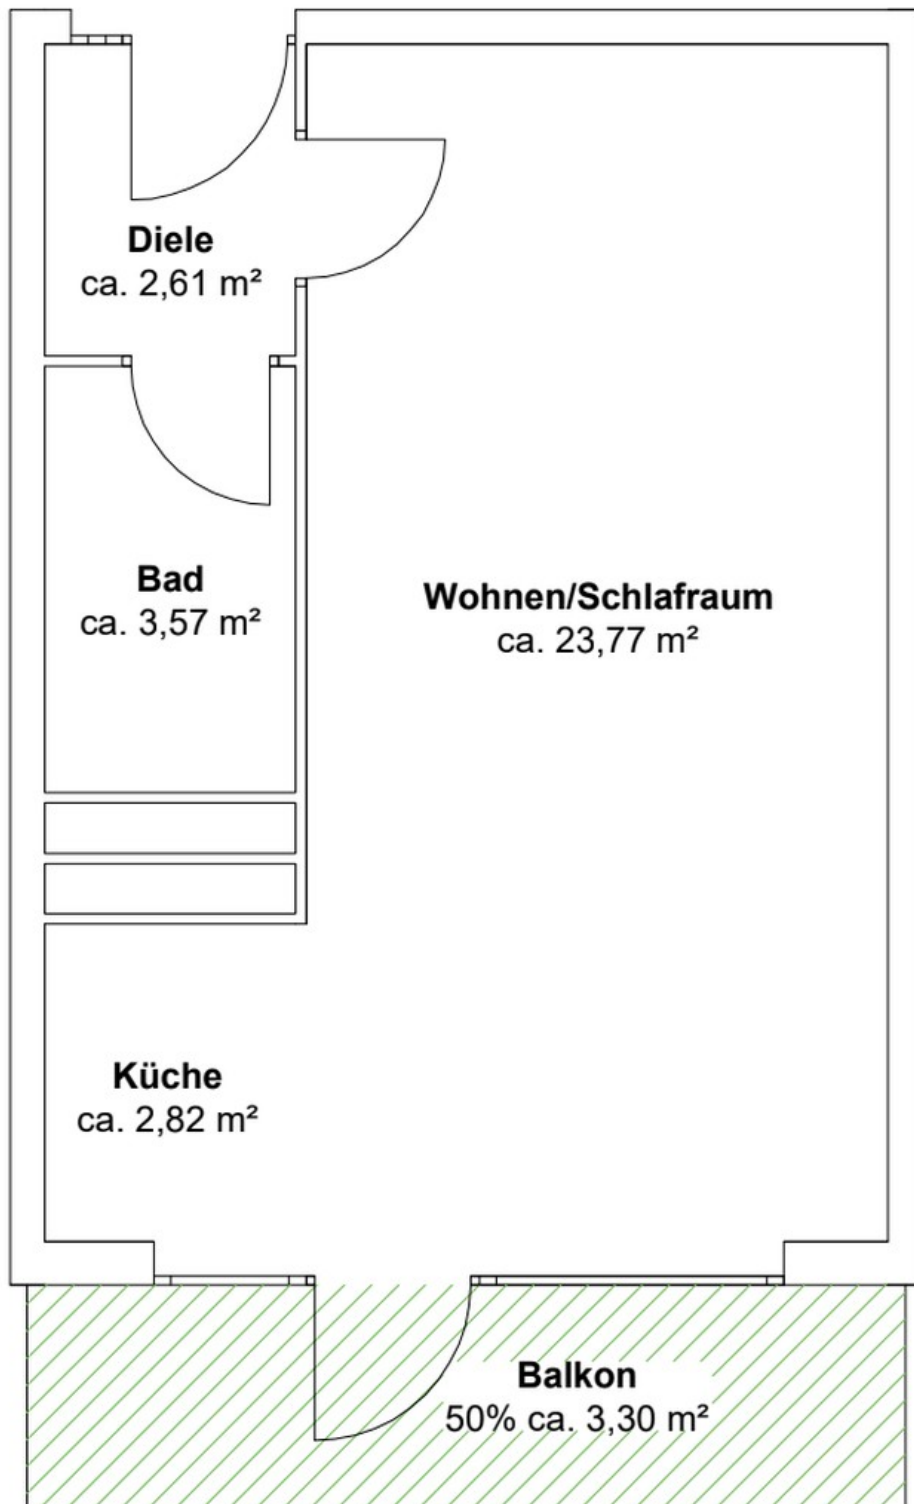 Diele
ca. 2,61 m²
Bad
ca. 3,57 m²
Wohnen/Schlafraum
ca. 23,77 m²
Küche
ca. 2,82 m²
Balkon
50% ca. 3,30 m²